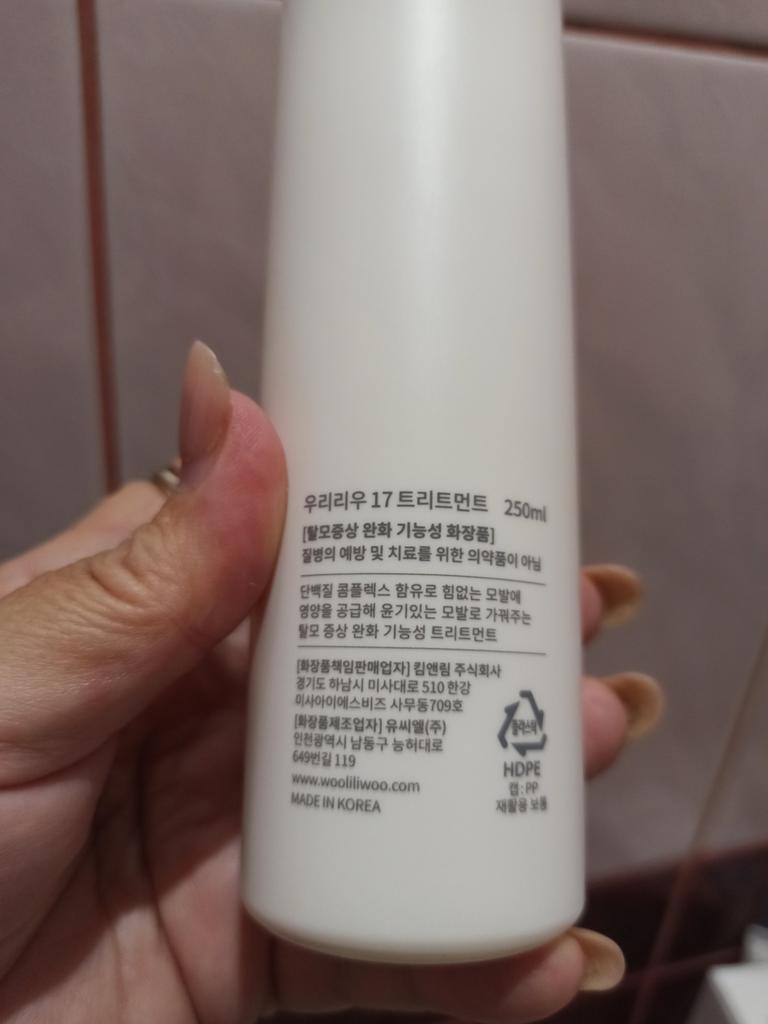 우리리우 17 트리트먼트 250ml
[탈모증상 완화 기능성 화장품]
질병의 예방 및 치료를 위한 의약품이 아님
단백질 콤플렉스 함유로 힘없는 모발에
영양을 공급해 윤기있는 모발로 가꿔주는
탈모 증상 완화 기능성 트리트먼트
[화장품책임판매업자] 킴앤림 주식회사
경기도 하남시 미사대로 510 한강
미사아이에스비즈 사무동709호
[화장품제조업자] 유씨엘(주)
인천광역시 남동구 능허대로
649번길 119
www.wooliliwoo.com
MADE IN KOREA
플라스틱
HDPE
캡 : PP
재활용 보통